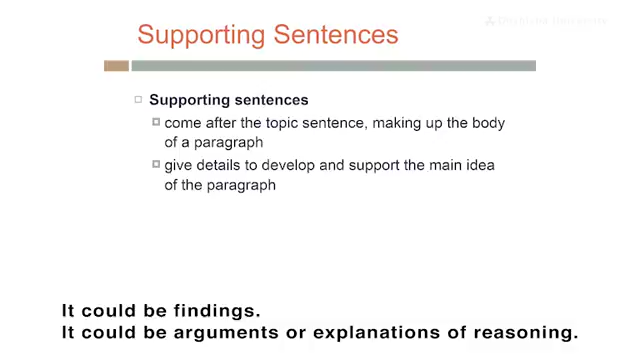 Supporting Sentences
Supporting sentences
come after the topic sentence, making up the body
of a paragraph
give details to develop and support the main idea
of the paragraph
It could be findings.
It could be arguments or explanations of reasoning.